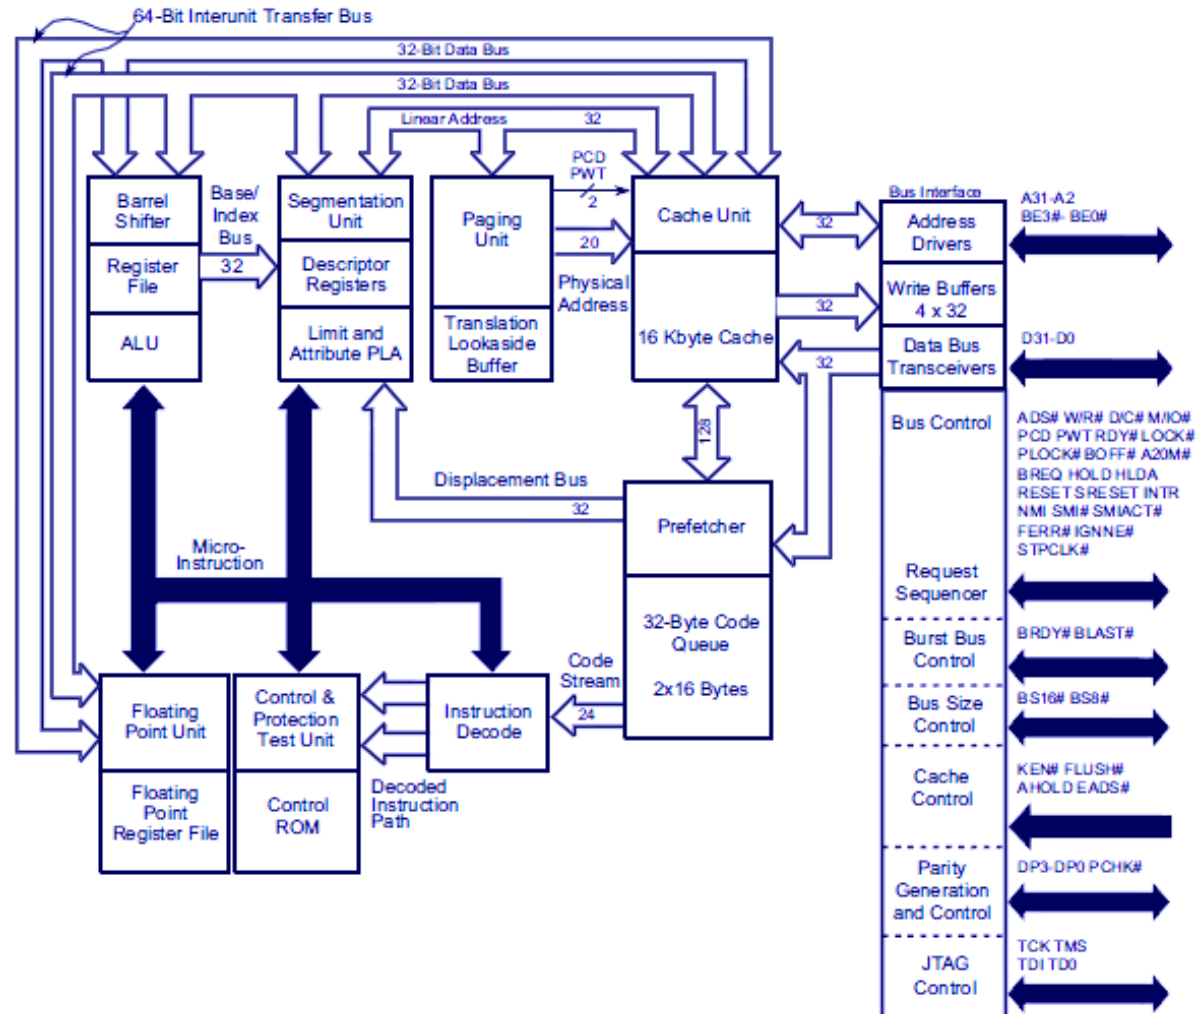 64-Bit Interunit Transfer Bus
32-Bit Data Bus
32-Bit Data Bus
Linear Address
32
PCD
PWT
2
Barrel
Shifter
Register
File
ALU
Base/
Index
Bus
32
Segmentation
Unit
Descriptor
Registers
Limit and
Attribute PLA
Paging
Unit
Translation
Lookaside
Buffer
20
Physical
Address
Cache Unit
16 Kbyte Cache
32
32
32
128
Bus Interface
Address
Drivers
Write Buffers
4 x 32
Data Bus
Transceivers
A31-A2
BE3#- BE0#
D31-D0
Bus Control
ADS# W/R# D/C# M/IO#
PCD PWT RDY# LOCK#
PLOCK# BOFF# A20M#
BREQ HOLD HLDA
RESET SRESET INTR
NMI SMI# SMIACT#
FERR# IGNNE#
STPCLK#
Request
Sequencer
Burst Bus
Control
BRDY# BLAST#
Bus Size
Control
BS16# BS8#
Cache
Control
KEN# FLUSH#
AHOLD EADS#
Parity
Generation
and Control
DP3-DP0 PCHK#
JTAG
Control
TCK TMS
TDI TD0
Displacement Bus
32
Prefetcher
32-Byte Code
Queue
2x16 Bytes
Micro-
Instruction
Code
Stream
24
Floating
Point Unit
Floating
Point
Register File
Control &
Protection
Test Unit
Control
ROM
Instruction
Decode
Decoded
Instruction
Path